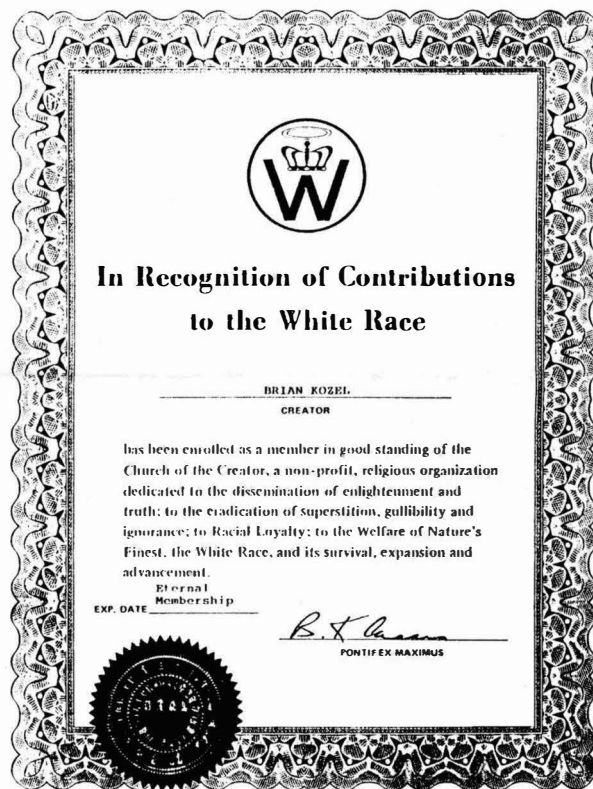 W
In Recognition of Contributions
to the White Race
BRIAN KOZEL
CREATOR
has been enrolled as a member in good standing of the
Church of the Creator, a non-profit, religious organization
dedicated to the dissemination of enlightenment and
truth; to the eradication of superstition, gullibility and
ignorance; to Racial Loyalty; to the Welfare of Nature's
Finest, the White Race, and its survival, expansion and
advancement.
Eternal
EXP. DATE Membership
B. K
PONTIFEX MAXIMUS